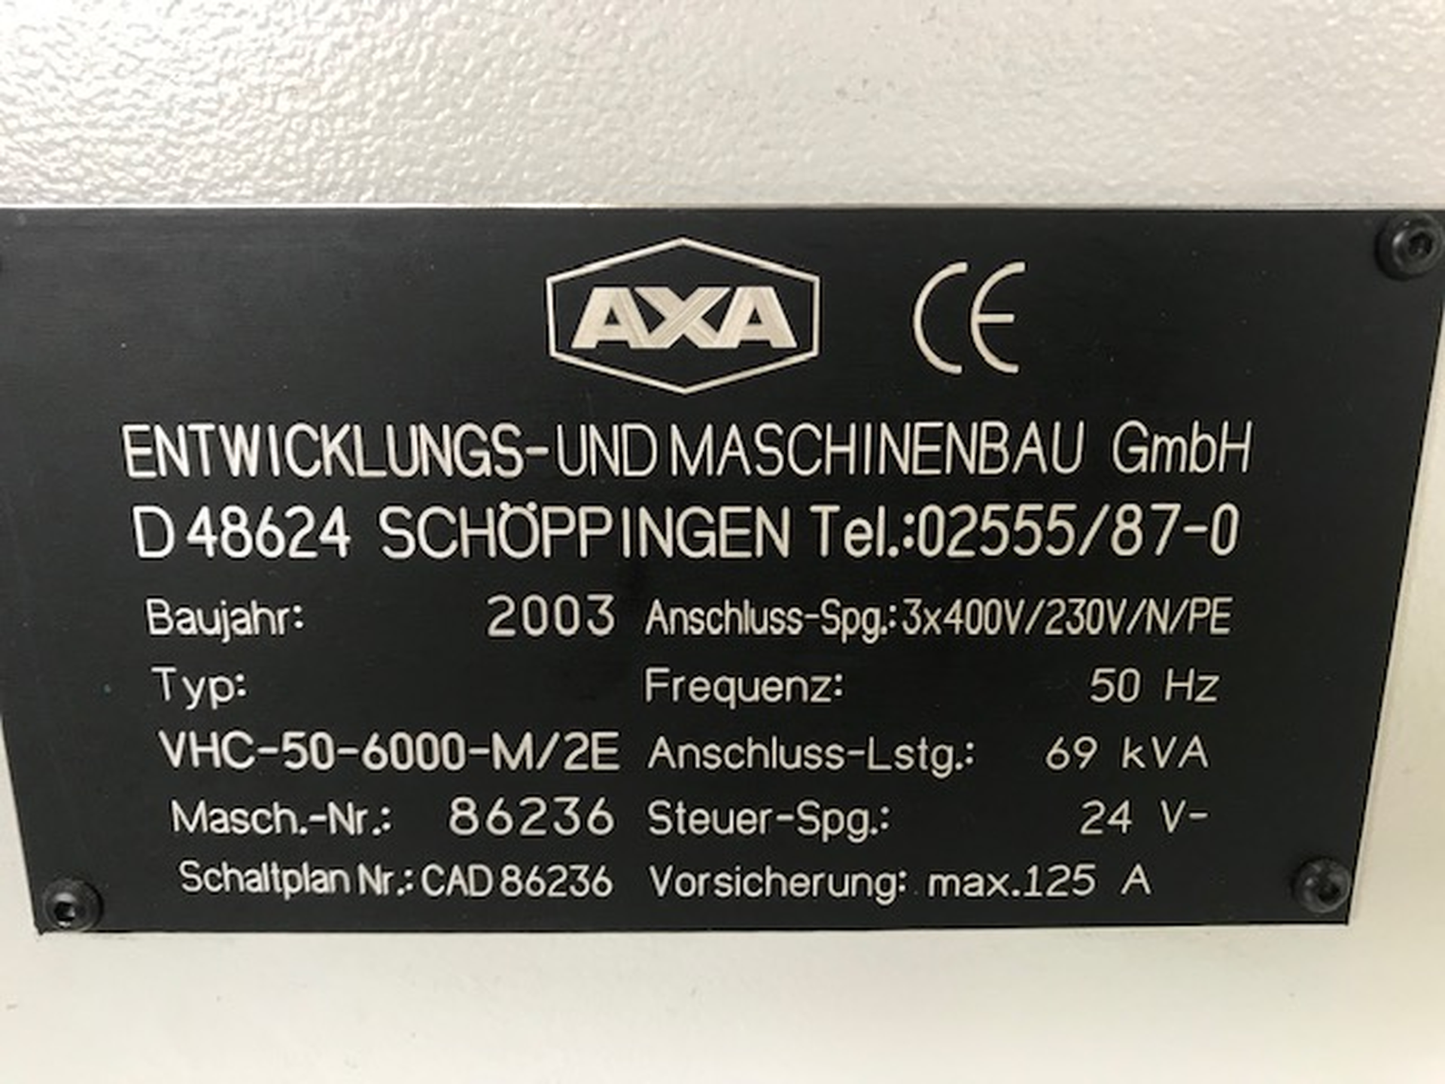 AXA CE
ENTWICKLUNGS-UND MASCHINENBAU GmbH
D 48624 SCHÖPPINGEN Tel.:02555/87-0
Baujahr: 2003 Anschluss-Spg.:3x400V/230V/N/PE
Typ: Frequenz: 50 Hz
VHC-50-6000-M/2E Anschluss-Lstg.: 69 kVA
Masch.-Nr.: 86236 Steuer-Spg.: 24 V-
Schaltplan Nr.: CAD 86236 Vorsicherung: max.125 A